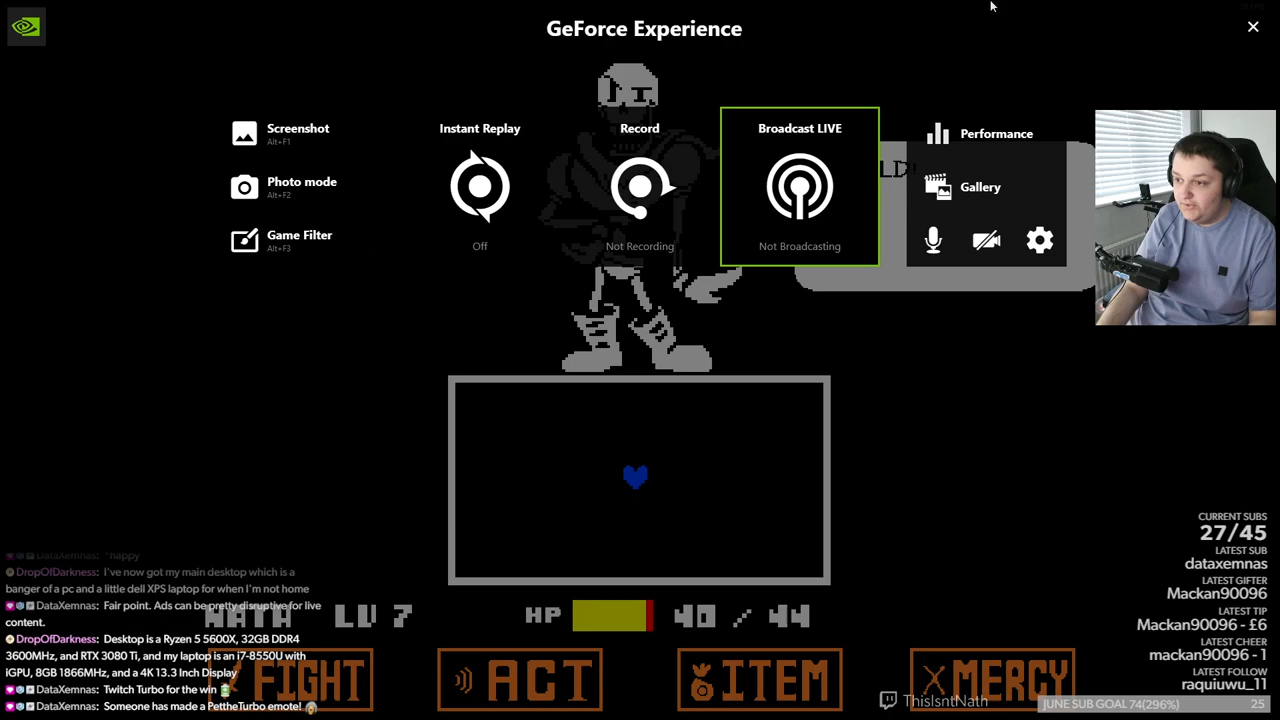 GeForce Experience
Screenshot
Alt+F1
Photo mode
Alt+F2
Game Filter
Alt+F3
Instant Replay
Off
Record
Not Recording
Broadcast LIVE
Not Broadcasting
Performance
Gallery
LD!
DataXemnas: *happy
DropOfDarkness: I've now got my main desktop which is a
banger of a pc and a little dell XPS laptop for when I'm not home
DataXemnas: Fair point. Ads can be pretty disruptive for live
content.
DropOfDarkness: Desktop is a Ryzen 5 5600X, 32GB DDR4
3600MHz, and RTX 3080 Ti, and my laptop is an i7-8550U with
iGPU, 8GB 1866MHz, and a 4K 13.3 Inch Display
DataXemnas: Twitch Turbo for the win
DataXemnas: Someone has made a PettheTurbo emote!
NATH LV 7 HP 40 / 44
FIGHT ACT ITEM MERCY
CURRENT SUBS
27/45
LATEST SUB
dataxemnas
LATEST GIFTER
Mackan90096
LATEST TIP
Mackan90096 - £6
LATEST CHEER
mackan90096 - 1
LATEST FOLLOW
raquiuwu_11
ThisIsntNath
JUNE SUB GOAL 74(296%) 25